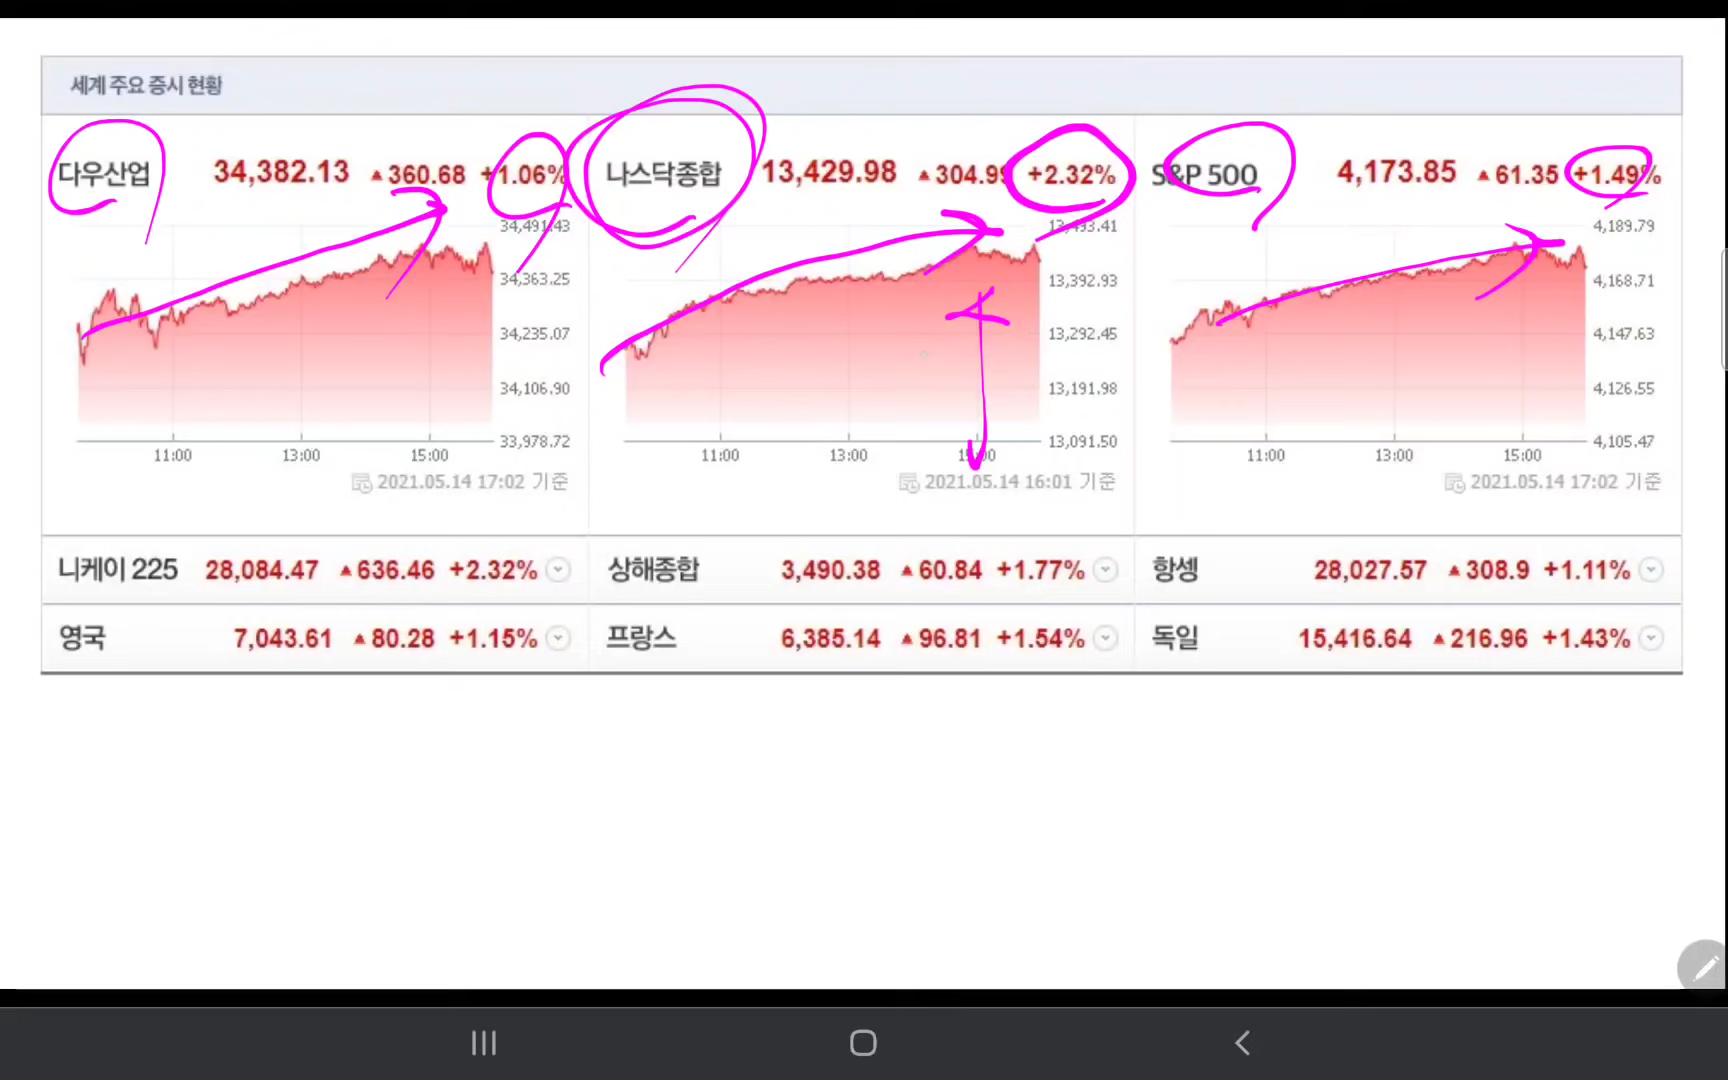 세계 주요 증시 현황
다우산업 34,382.13 ▲360.68 +1.06%
34,491.43
34,363.25
34,235.07
34,106.90
33,978.72
11:00 13:00 15:00
2021.05.14 17:02 기준
나스닥종합 13,429.98 ▲304.99 +2.32%
13,493.41
13,392.93
13,292.45
13,191.98
13,091.50
11:00 13:00 15:00
2021.05.14 16:01 기준
S&P 500 4,173.85 ▲61.35 +1.49%
4,189.79
4,168.71
4,147.63
4,126.55
4,105.47
11:00 13:00 15:00
2021.05.14 17:02 기준
니케이 225 28,084.47 ▲636.46 +2.32%
상해종합 3,490.38 ▲60.84 +1.77%
항셍 28,027.57 ▲308.9 +1.11%
영국 7,043.61 ▲80.28 +1.15%
프랑스 6,385.14 ▲96.81 +1.54%
독일 15,416.64 ▲216.96 +1.43%